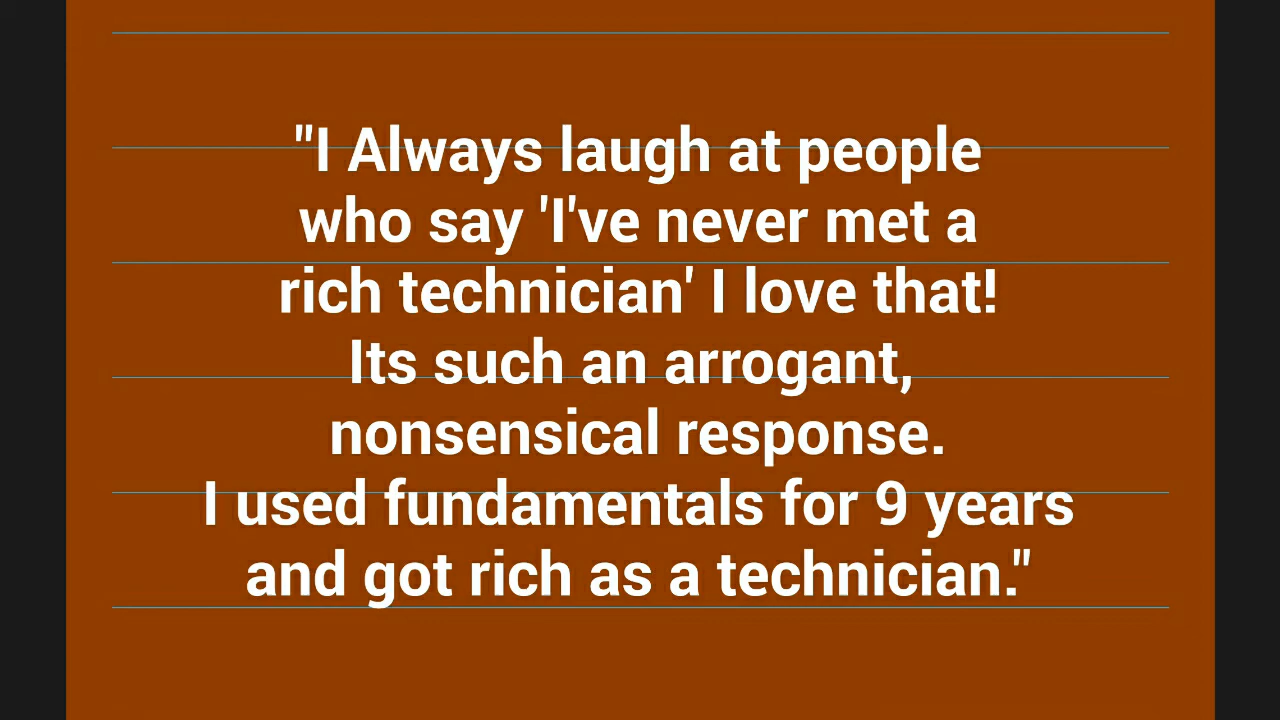 "I Always laugh at people
who say 'I've never met a
rich technician' I love that!
Its such an arrogant,
nonsensical response.
I used fundamentals for 9 years
and got rich as a technician."